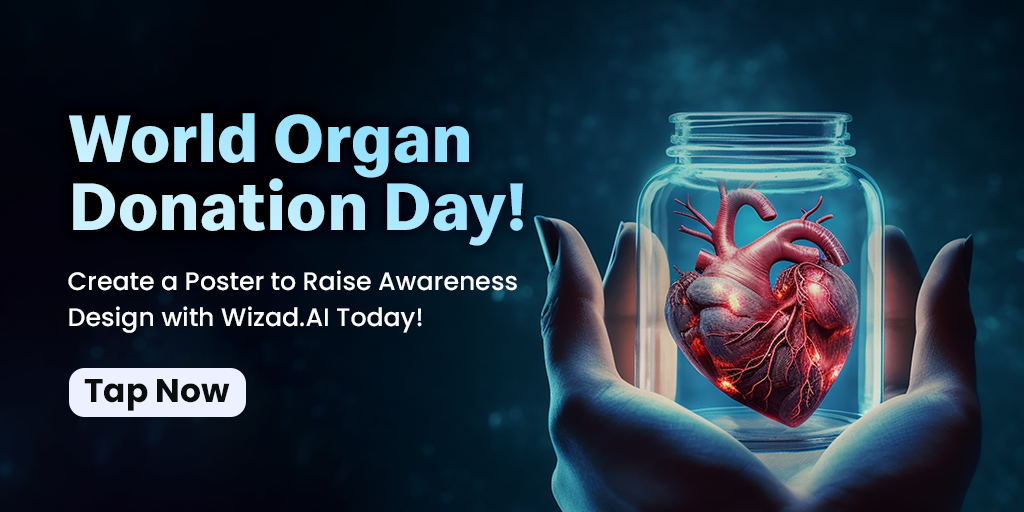 World Organ
Donation Day!
Create a Poster to Raise Awareness
Design with Wizad.AI Today!
Tap Now